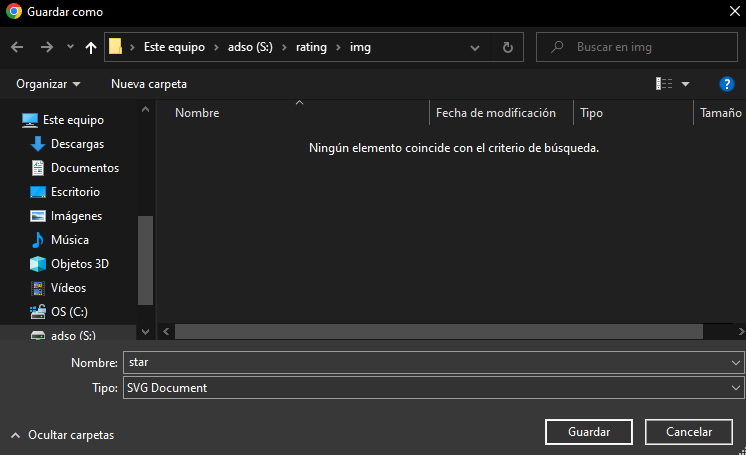 Guardar como
Este equipo > adso (S:) > rating > img
Buscar en img
Organizar
Nueva carpeta
Nombre
Fecha de modificación
Tipo
Tamaño
Este equipo
Descargas
Documentos
Escritorio
Imágenes
Música
Objetos 3D
Vídeos
OS (C:)
adso (S:)
Ningún elemento coincide con el criterio de búsqueda.
Nombre: star
Tipo: SVG Document
Ocultar carpetas
Guardar
Cancelar